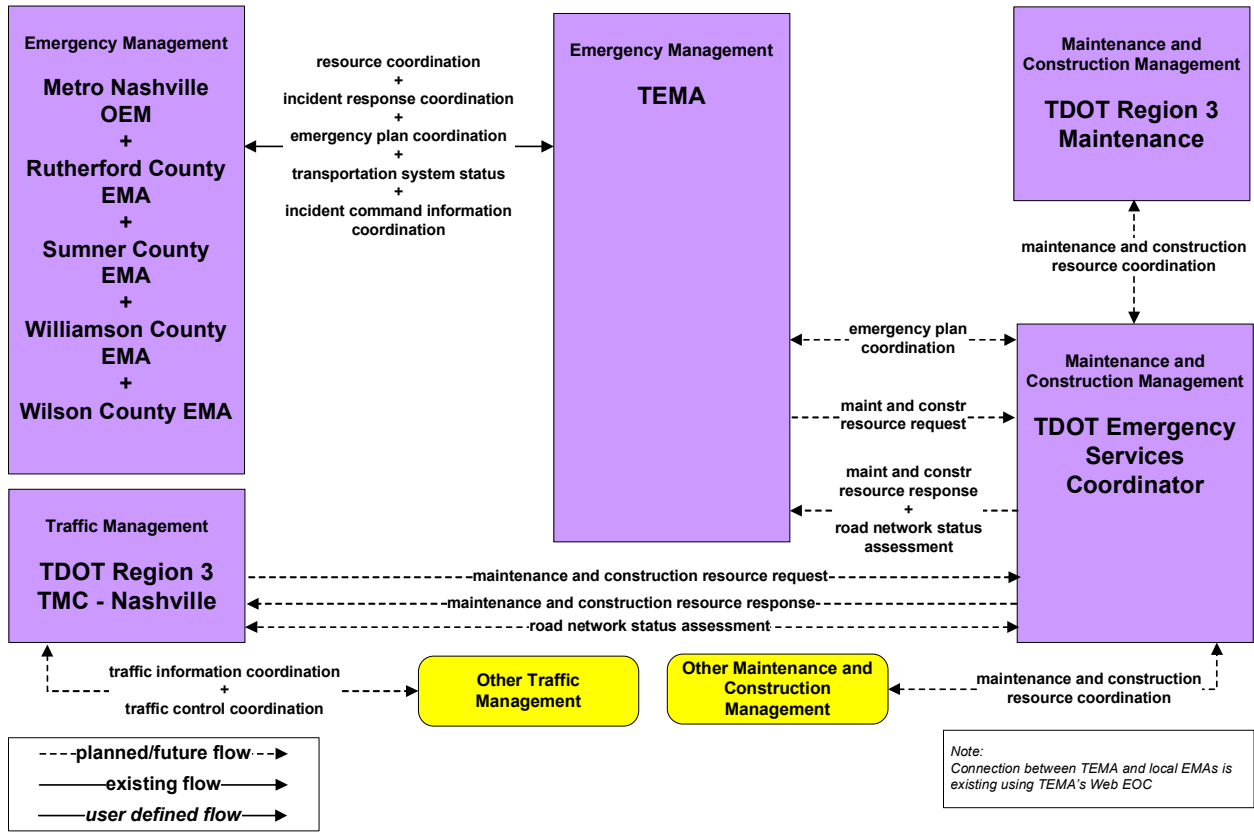 Emergency Management
Metro Nashville
OEM
+
Rutherford County
EMA
+
Sumner County
EMA
+
Williamson County
EMA
+
Wilson County EMA
resource coordination
+
incident response coordination
+
emergency plan coordination
+
transportation system status
+
incident command information
coordination
Emergency Management
TEMA
Maintenance and
Construction Management
TDOT Region 3
Maintenance
maintenance and construction
resource coordination
emergency plan
coordination
maint and constr
resource request
maint and constr
resource response
+
road network status
assessment
Maintenance and
Construction Management
TDOT Emergency
Services
Coordinator
Traffic Management
TDOT Region 3
TMC - Nashville
maintenance and construction resource request
maintenance and construction resource response
road network status assessment
traffic information coordination
+
traffic control coordination
Other Traffic
Management
Other Maintenance and
Construction
Management
maintenance and construction
resource coordination
planned/future flow
existing flow
user defined flow
Note:
Connection between TEMA and local EMAs is
existing using TEMA's Web EOC